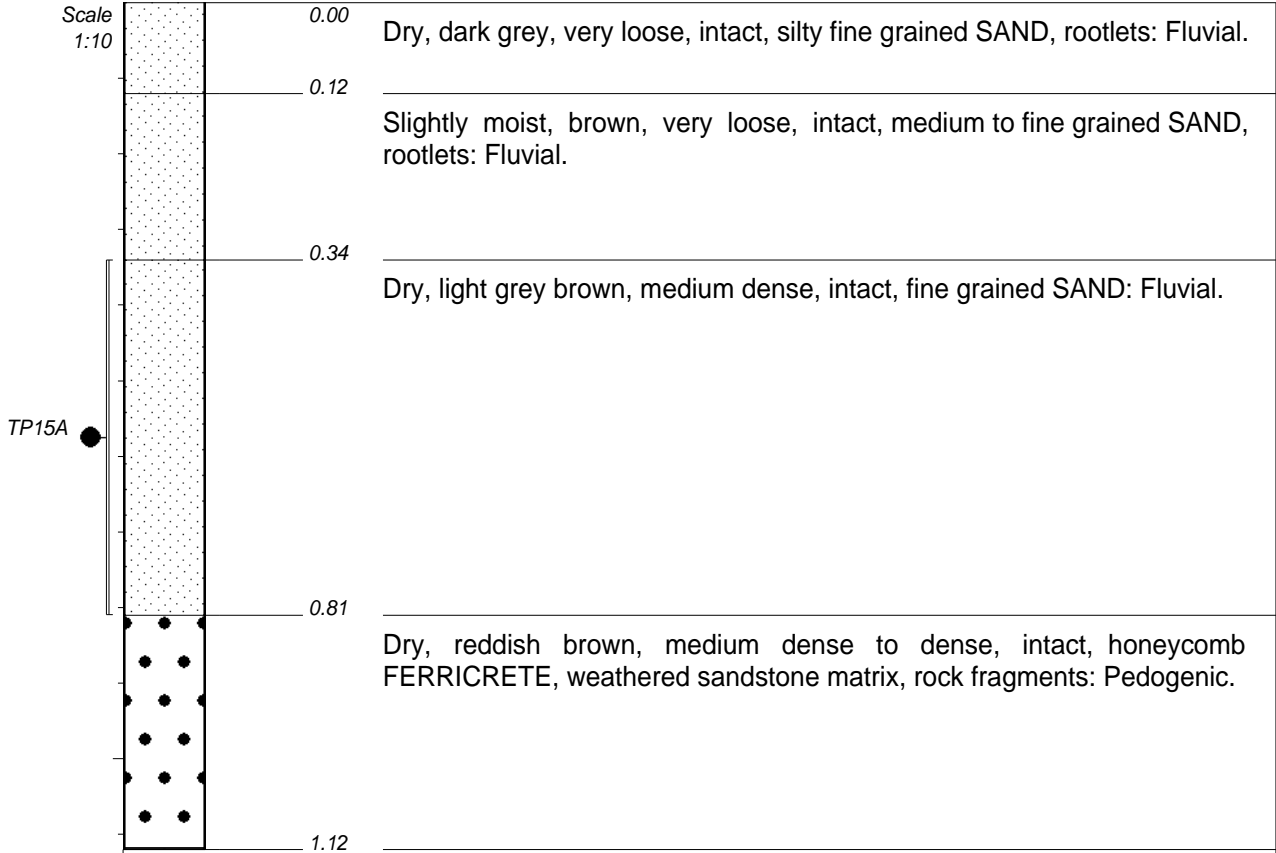 Scale
1:10
0.00
Dry, dark grey, very loose, intact, silty fine grained SAND, rootlets: Fluvial.
0.12
Slightly moist, brown, very loose, intact, medium to fine grained SAND,
rootlets: Fluvial.
0.34
Dry, light grey brown, medium dense, intact, fine grained SAND: Fluvial.
TP15A
0.81
Dry, reddish brown, medium dense to dense, intact, honeycomb
FERRICRETE, weathered sandstone matrix, rock fragments: Pedogenic.
1.12